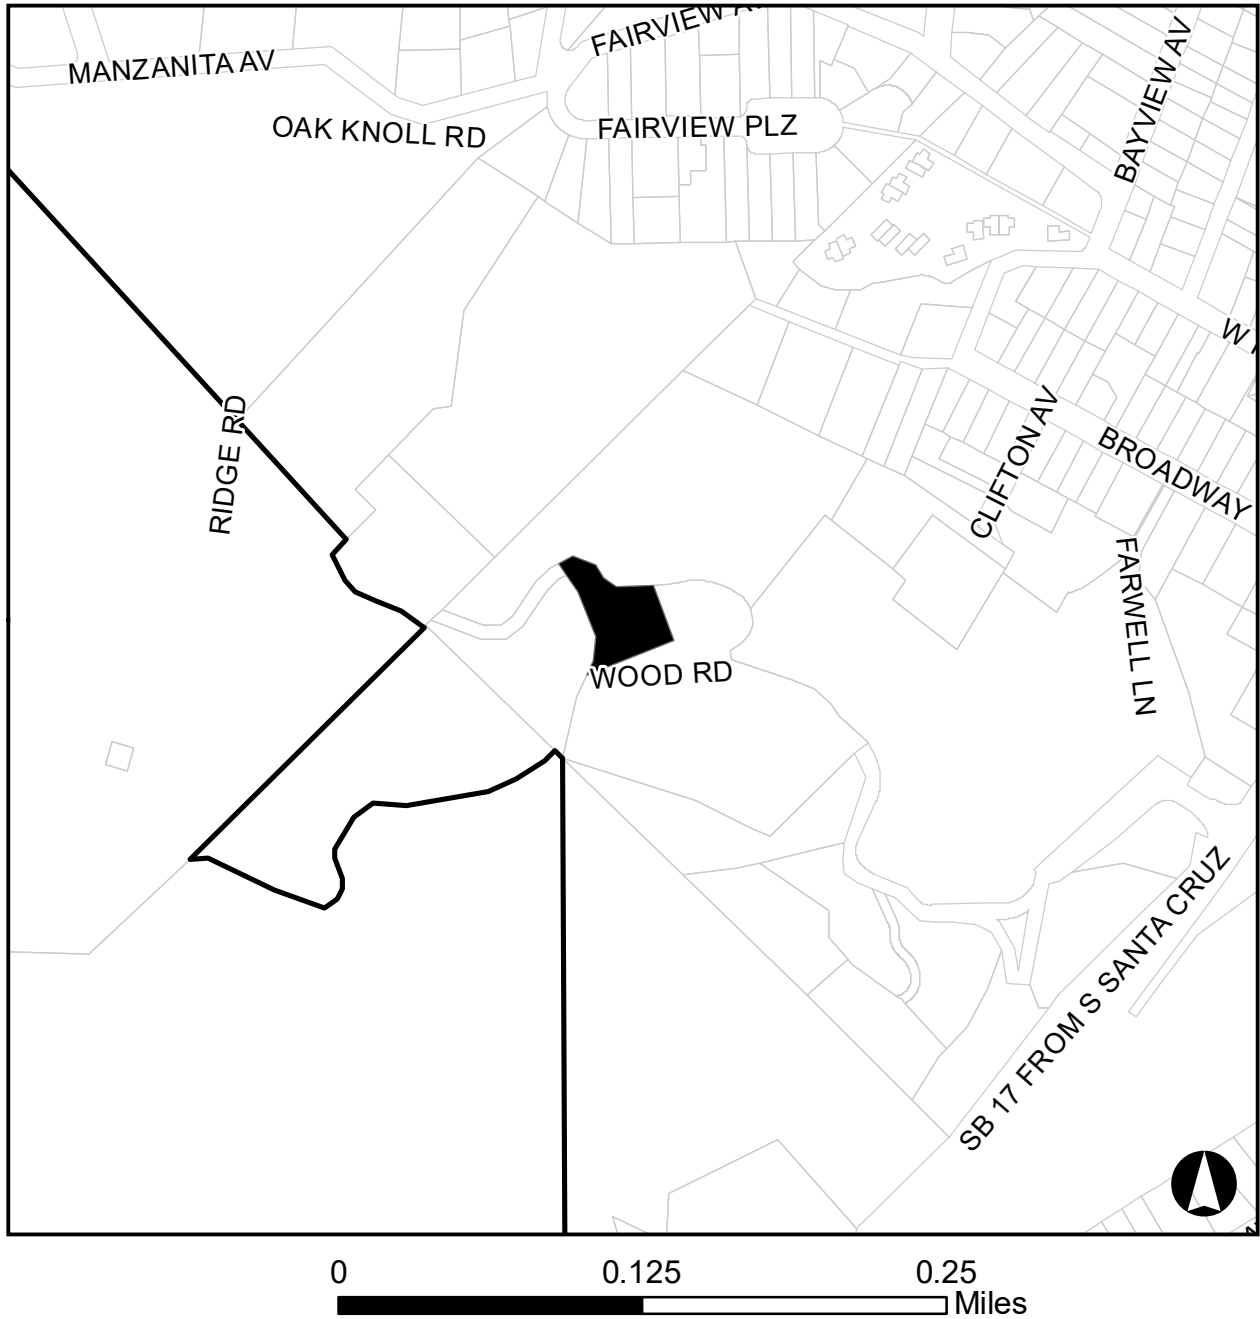 FAIRVIEW
MANZANITA AV
BAYVIEW AV
OAK KNOLL RD
FAIRVIEW PLZ
W
RIDGE RD
CLIFTON AV
BROADWAY
FARWELL LN
WOOD RD
SB 17 FROM S SANTA CRUZ
0 0.125 0.25
Miles